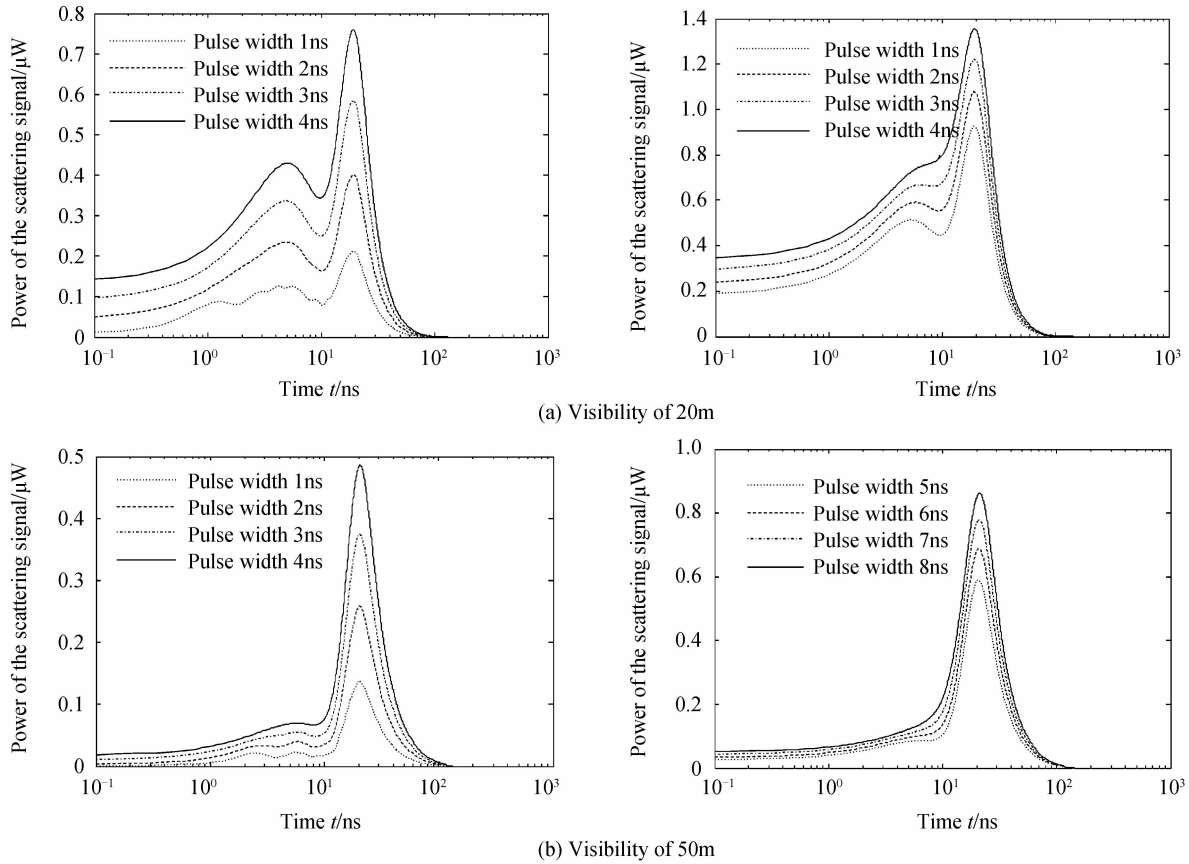 Power of the scattering signal/μW
0.8
0.7
0.6
0.5
0.4
0.3
0.2
0.1
0
Pulse width 1ns
Pulse width 2ns
Pulse width 3ns
Pulse width 4ns
10⁻¹ 10⁰ 10¹ 10² 10³
Time t/ns
Power of the scattering signal/μW
1.4
1.2
1.0
0.8
0.6
0.4
0.2
0
Pulse width 1ns
Pulse width 2ns
Pulse width 3ns
Pulse width 4ns
10⁻¹ 10⁰ 10¹ 10² 10³
Time t/ns
(a) Visibility of 20m
Power of the scattering signal/μW
0.5
0.4
0.3
0.2
0.1
0
Pulse width 1ns
Pulse width 2ns
Pulse width 3ns
Pulse width 4ns
10⁻¹ 10⁰ 10¹ 10² 10³
Time t/ns
Power of the scattering signal/μW
1.0
0.8
0.6
0.4
0.2
0
Pulse width 5ns
Pulse width 6ns
Pulse width 7ns
Pulse width 8ns
10⁻¹ 10⁰ 10¹ 10² 10³
Time t/ns
(b) Visibility of 50m